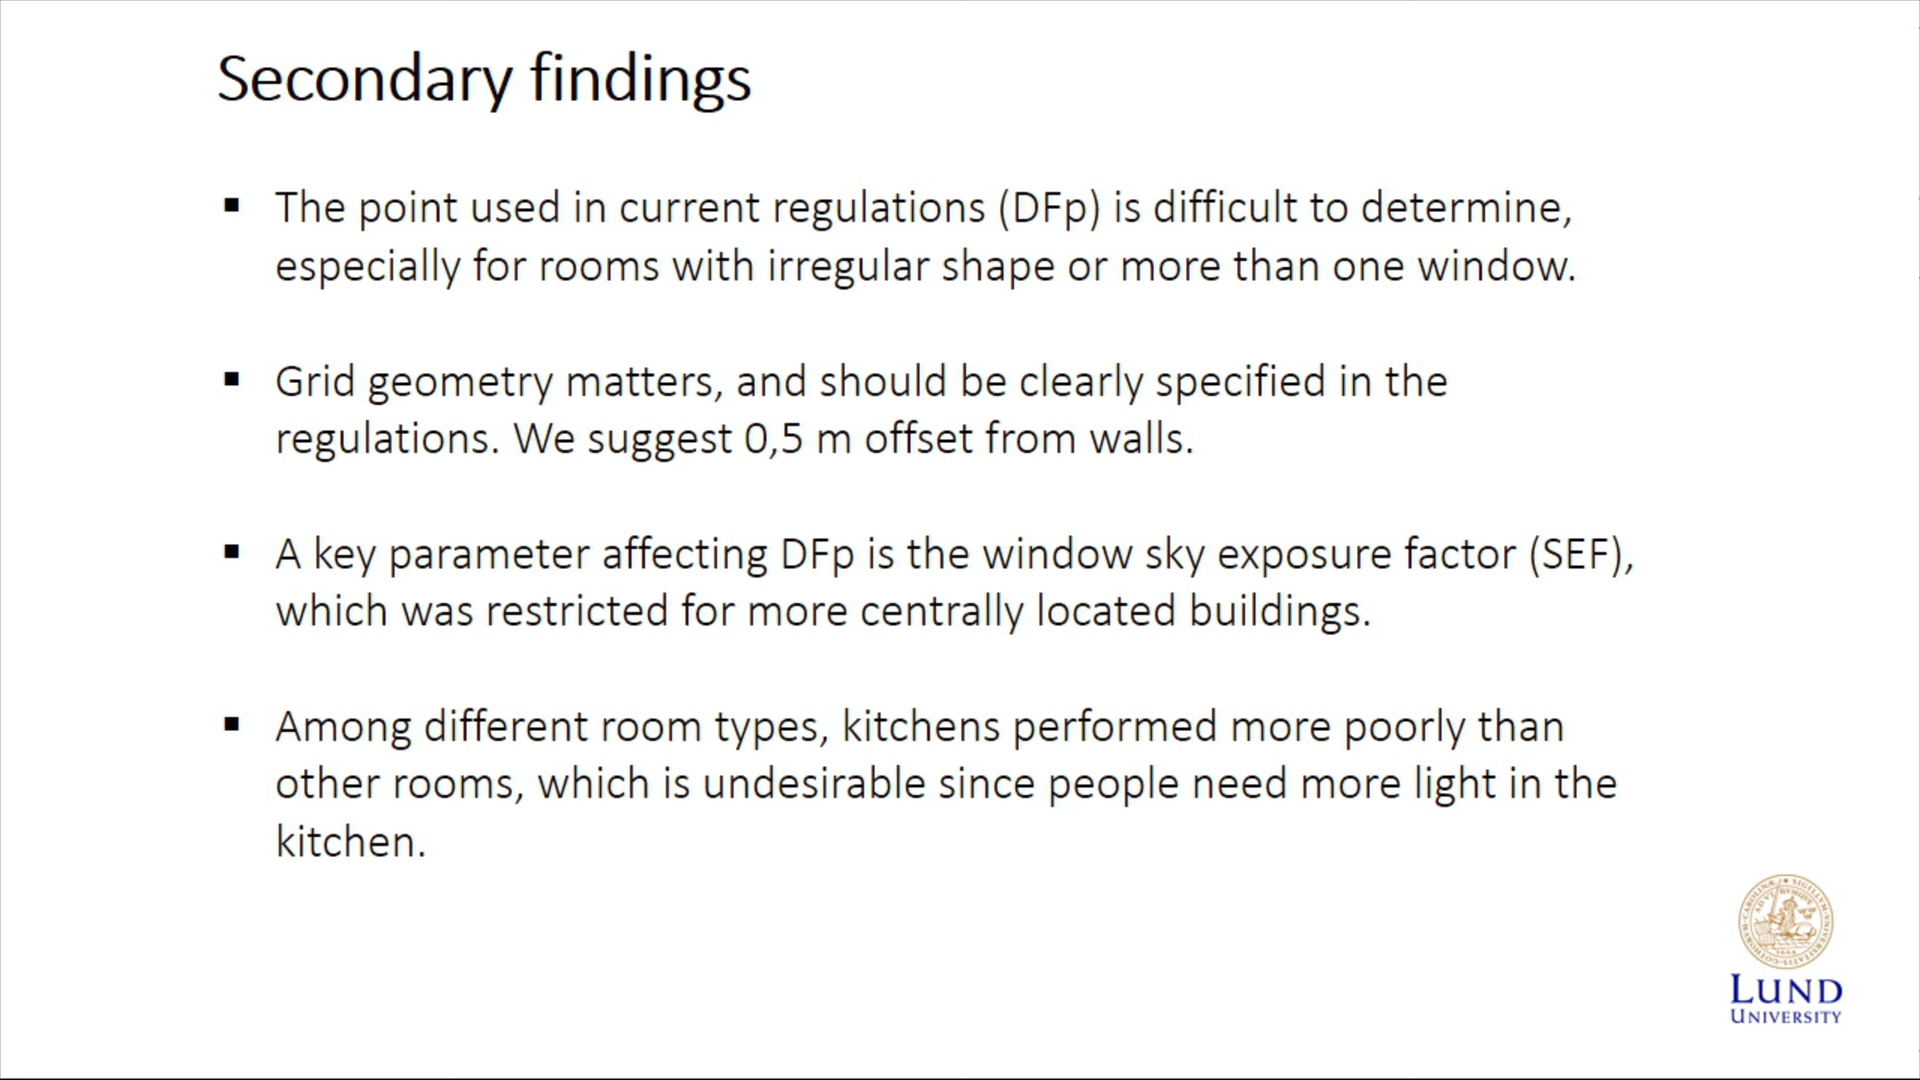 Secondary findings
▪ The point used in current regulations (DFp) is difficult to determine,
especially for rooms with irregular shape or more than one window.
▪ Grid geometry matters, and should be clearly specified in the
regulations. We suggest 0,5 m offset from walls.
▪ A key parameter affecting DFp is the window sky exposure factor (SEF),
which was restricted for more centrally located buildings.
▪ Among different room types, kitchens performed more poorly than
other rooms, which is undesirable since people need more light in the
kitchen.
LUND
UNIVERSITY